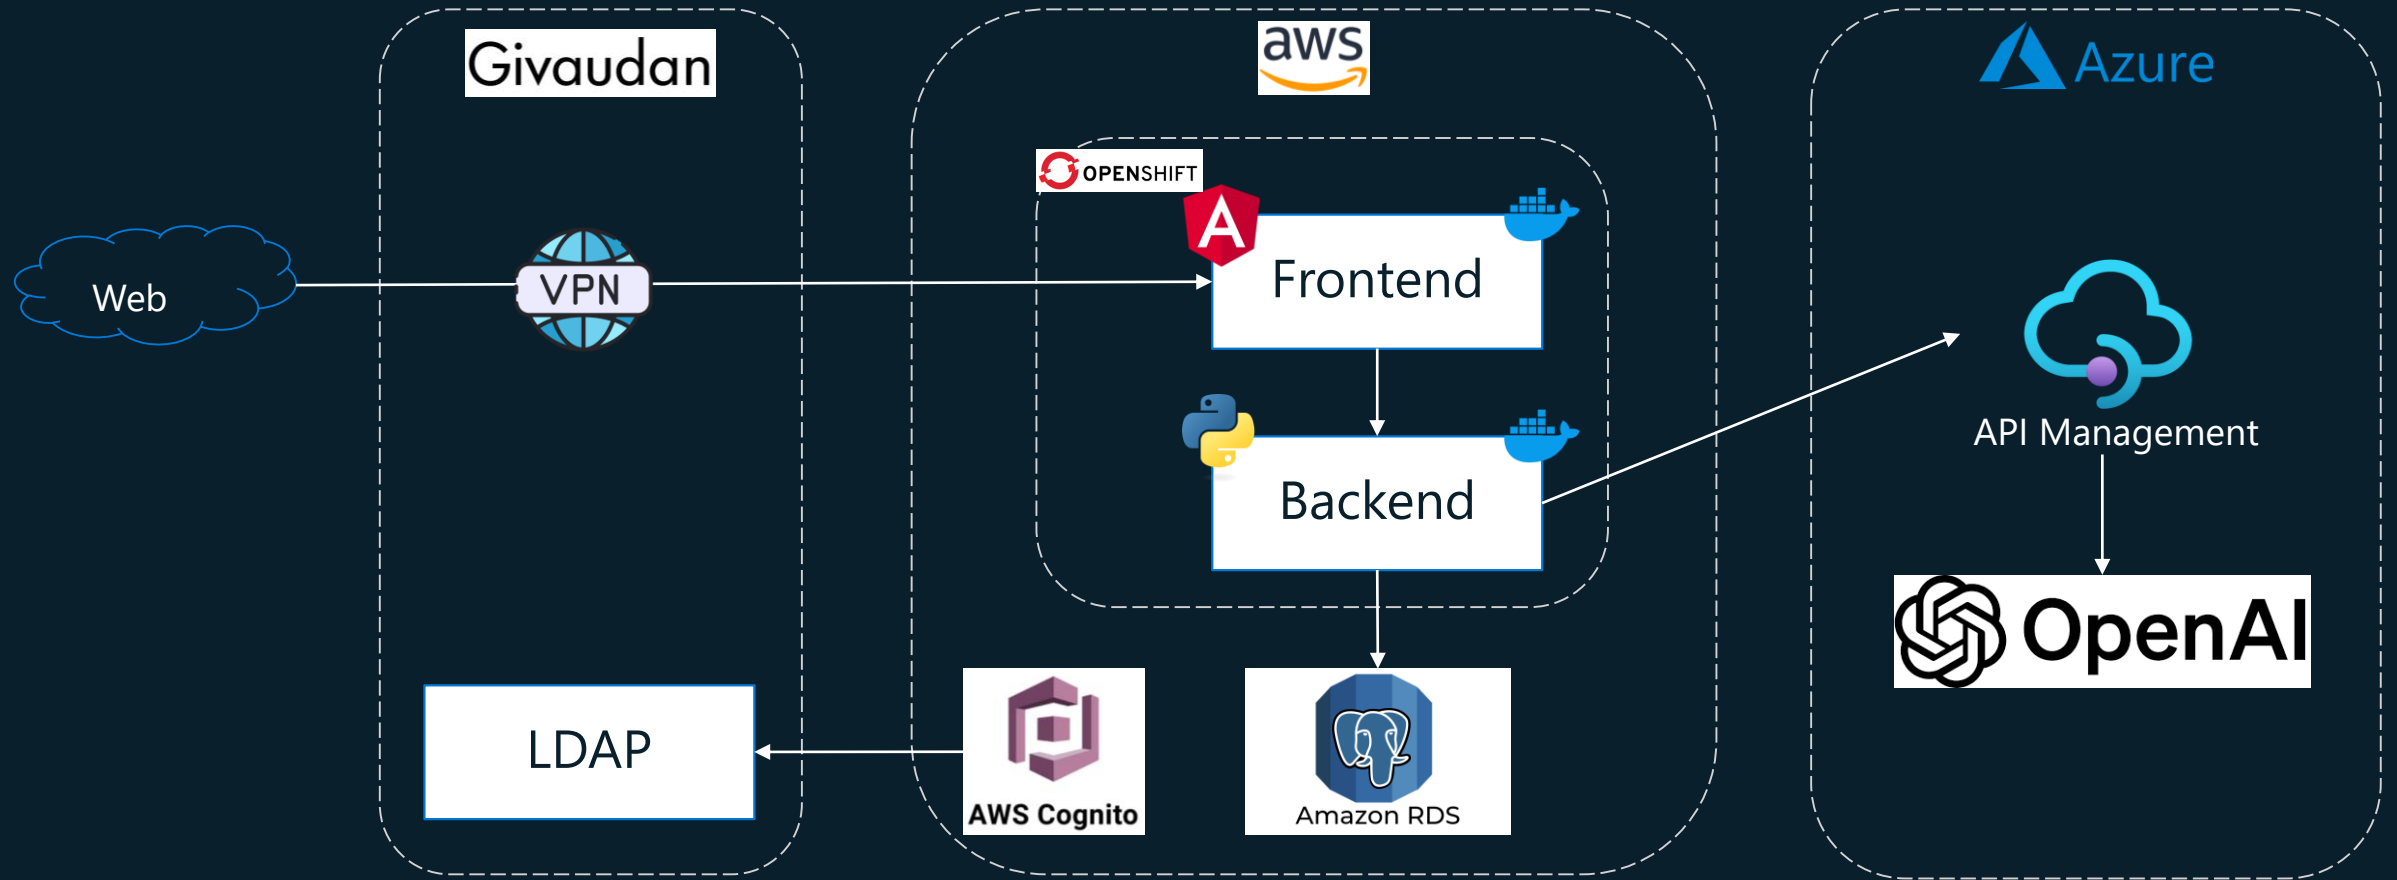 Givaudan
aws
Azure
OPENSHIFT
A
Web
VPN
Frontend
API Management
Backend
OpenAI
LDAP
AWS Cognito
Amazon RDS